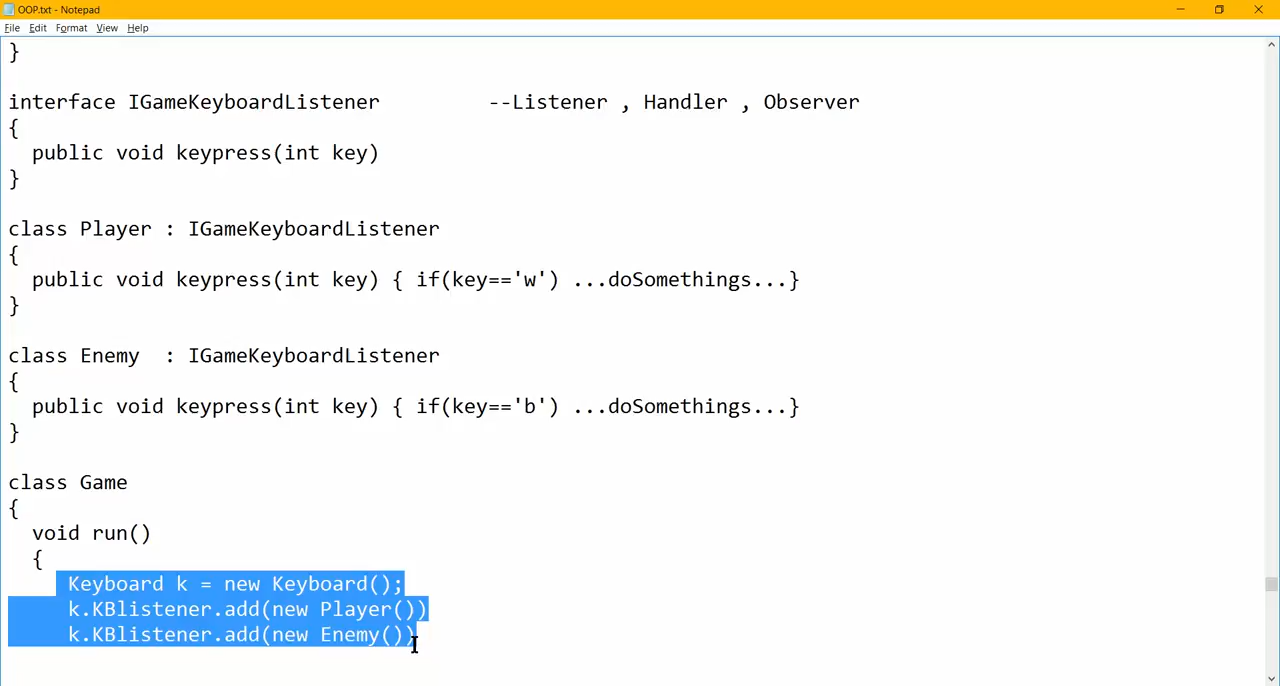 OOP.txt - Notepad
File Edit Format View Help
}
interface IGameKeyboardListener --Listener , Handler , Observer
{
public void keypress(int key)
}
class Player : IGameKeyboardListener
{
public void keypress(int key) { if(key=='w') ...doSomethings...}
}
class Enemy : IGameKeyboardListener
{
public void keypress(int key) { if(key=='b') ...doSomethings...}
}
class Game
{
void run()
{
Keyboard k = new Keyboard();
k.KBlistener.add(new Player())
k.KBlistener.add(new Enemy())